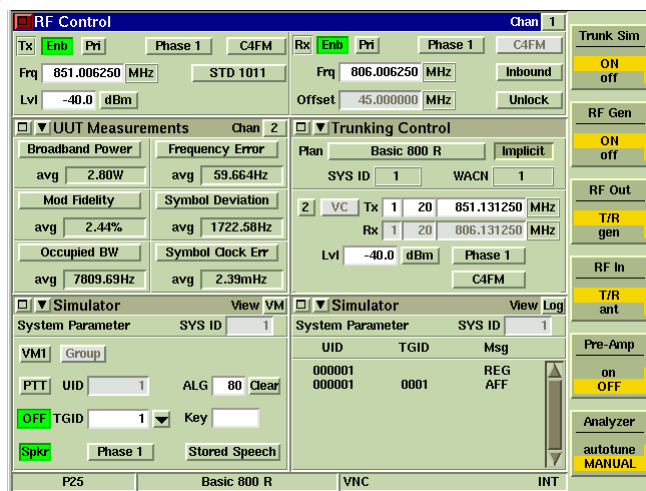 RF Control Chan 1
Tx Enb Pri Phase 1 C4FM
Frq 851.006250 MHz STD 1011
Lvl -40.0 dBm
Rx Enb Pri Phase 1 C4FM
Frq 806.006250 MHz Inbound
Offset 45.000000 MHz Unlock
UUT Measurements Chan 2
Broadband Power Frequency Error
avg 2.80W avg 59.664Hz
Mod Fidelity Symbol Deviation
avg 2.44% avg 1722.58Hz
Occupied BW Symbol Clock Err
avg 7809.69Hz avg 2.39mHz
Trunking Control
Plan Basic 800 R Implicit
SYS ID 1 WACN 1
2 VC Tx 1 20 851.131250 MHz
Rx 1 20 806.131250 MHz
Lvl -40.0 dBm Phase 1
C4FM
Simulator View VM
System Parameter SYS ID 1
VM1 Group
PTT UID 1 ALG 80 Clear
OFF TGID 1 Key
Spkr Phase 1 Stored Speech
Simulator View Log
System Parameter SYS ID 1
UID TGID Msg
000001 REG
000001 0001 AFF
P25 Basic 800 R VNC INT
Trunk Sim
ON
off
RF Gen
ON
off
RF Out
T/R
gen
RF In
T/R
ant
Pre-Amp
on
OFF
Analyzer
autotune
MANUAL